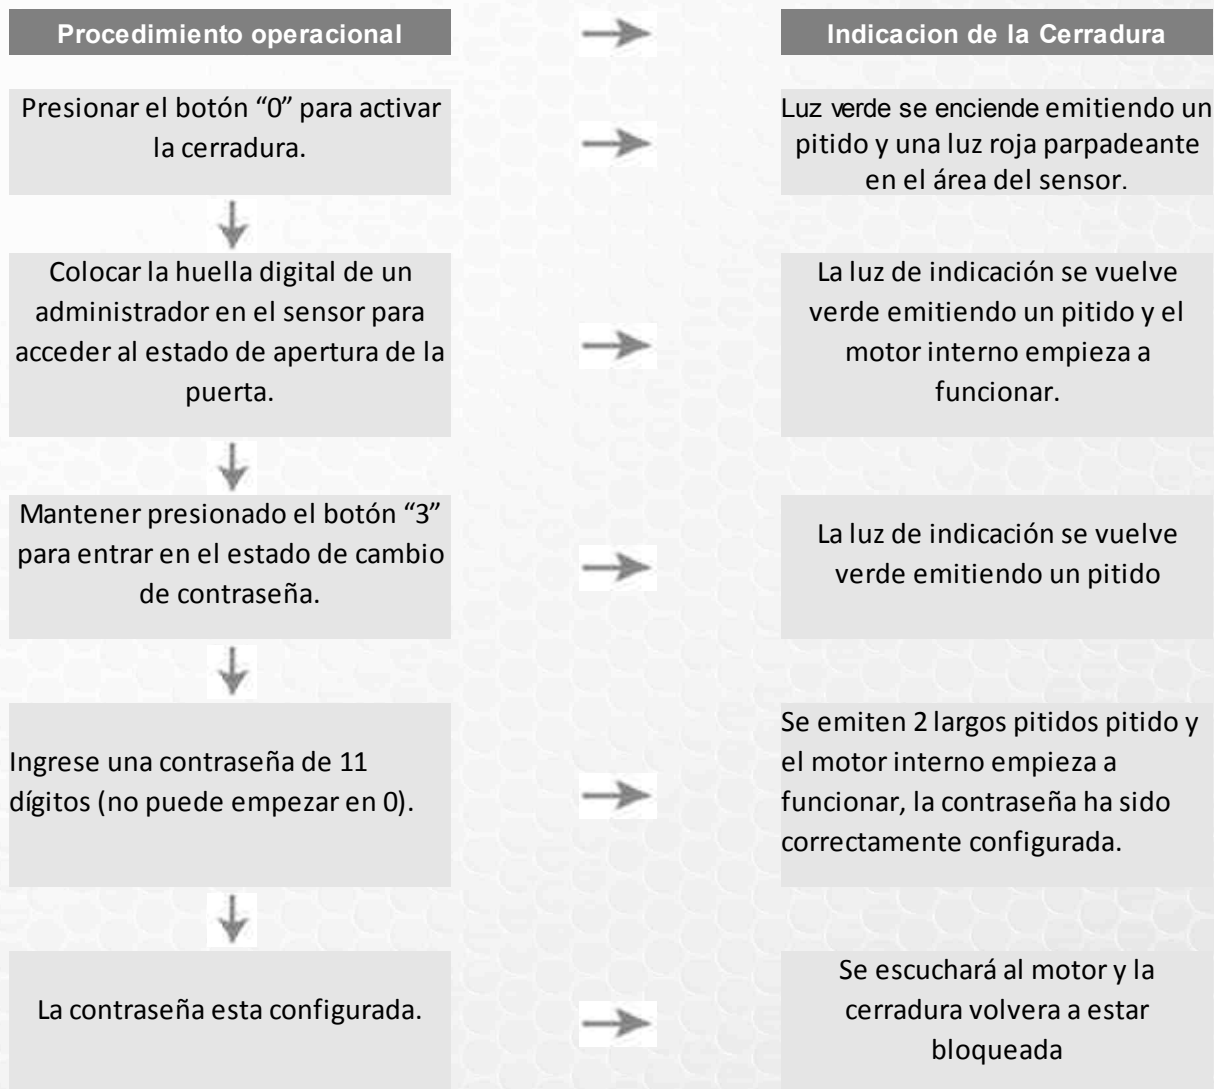 Procedimiento operacional
Indicacion de la Cerradura
Presionar el botón “0” para activar
la cerradura.
Luz verde se enciende emitiendo un
pitido y una luz roja parpadeante
en el área del sensor.
Colocar la huella digital de un
administrador en el sensor para
acceder al estado de apertura de la
puerta.
La luz de indicación se vuelve
verde emitiendo un pitido y el
motor interno empieza a
funcionar.
Mantener presionado el botón “3”
para entrar en el estado de cambio
de contraseña.
La luz de indicación se vuelve
verde emitiendo un pitido
Ingrese una contraseña de 11
dígitos (no puede empezar en 0).
Se emiten 2 largos pitidos pitido y
el motor interno empieza a
funcionar, la contraseña ha sido
correctamente configurada.
La contraseña esta configurada.
Se escuchará al motor y la
cerradura volvera a estar
bloqueada